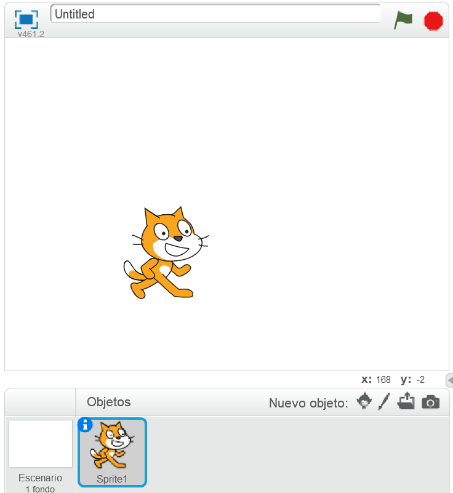 Untitled
v461.2
x: 168 y: -2
Objetos
Nuevo objeto:
i
Escenario
1 fondo
Sprite1